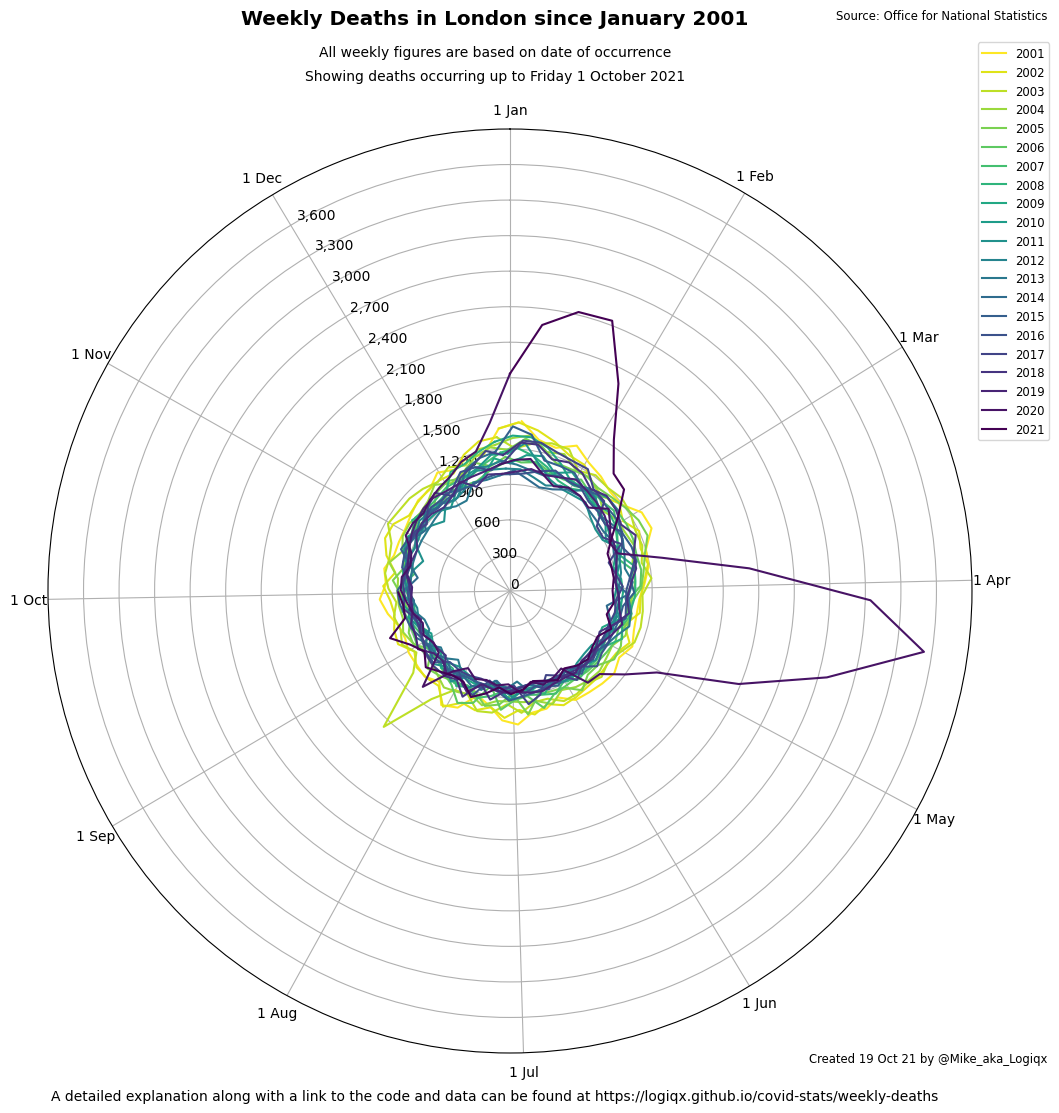 Weekly Deaths in London since January 2001
Source: Office for National Statistics
All weekly figures are based on date of occurrence
Showing deaths occurring up to Friday 1 October 2021
2001
2002
2003
2004
2005
2006
2007
2008
2009
2010
2011
2012
2013
2014
2015
2016
2017
2018
2019
2020
2021
1 Jan
1 Feb
1 Mar
1 Apr
1 May
1 Jun
1 Jul
1 Aug
1 Sep
1 Oct
1 Nov
1 Dec
3,600
3,300
3,000
2,700
2,400
2,100
1,800
1,500
1,200
900
600
300
0
Created 19 Oct 21 by @Mike_aka_Logiqx
A detailed explanation along with a link to the code and data can be found at https://logiqx.github.io/covid-stats/weekly-deaths